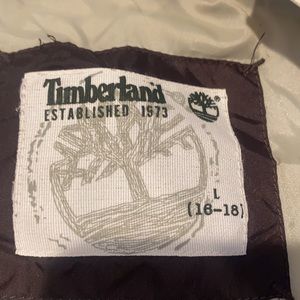 Timberland
ESTABLISHED 1973
L
(16-18)